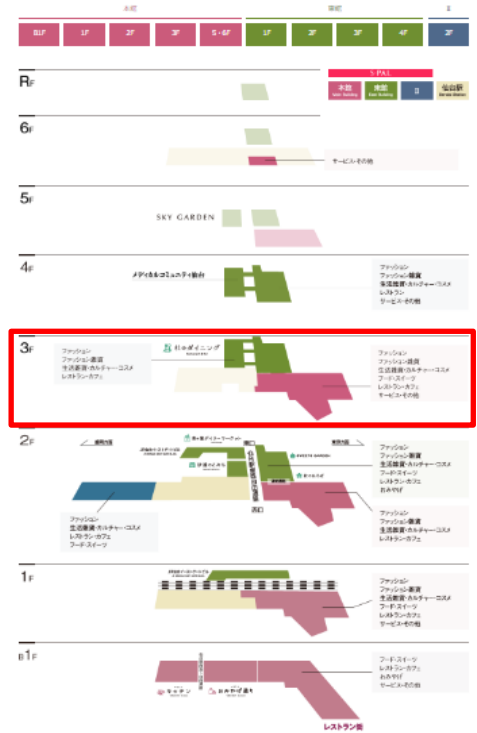 本館
東館
II
B1F 1F 2F 3F 5・6F 1F 2F 3F 4F 2F
S-PAL
本館 東館 II 仙台駅
RF
6F
サービス・その他
5F
SKY GARDEN
4F
メディカルコミュニティ仙台
ファッション
ファッション雑貨
生活雑貨・カルチャー・コスメ
レストラン
サービス・その他
3F
ファッション
ファッション雑貨
生活雑貨・カルチャー・コスメ
レストラン・カフェ
杜のダイニング
ファッション
ファッション雑貨
生活雑貨・カルチャー・コスメ
フード・スイーツ
レストラン・カフェ
サービス・その他
2F
ファッション
ファッション雑貨
生活雑貨・カルチャー・コスメ
フード・スイーツ
レストラン・カフェ
おみやげ
ファッション
生活雑貨・カルチャー・コスメ
レストラン・カフェ
フード・スイーツ
ファッション
ファッション雑貨
生活雑貨・カルチャー・コスメ
レストラン・カフェ
1F
ファッション
ファッション雑貨
生活雑貨・カルチャー・コスメ
フード・スイーツ
レストラン・カフェ
サービス・その他
B1F
フード・スイーツ
レストラン・カフェ
おみやげ
サービス・その他
キッチン
おみやげ通り
レストラン街